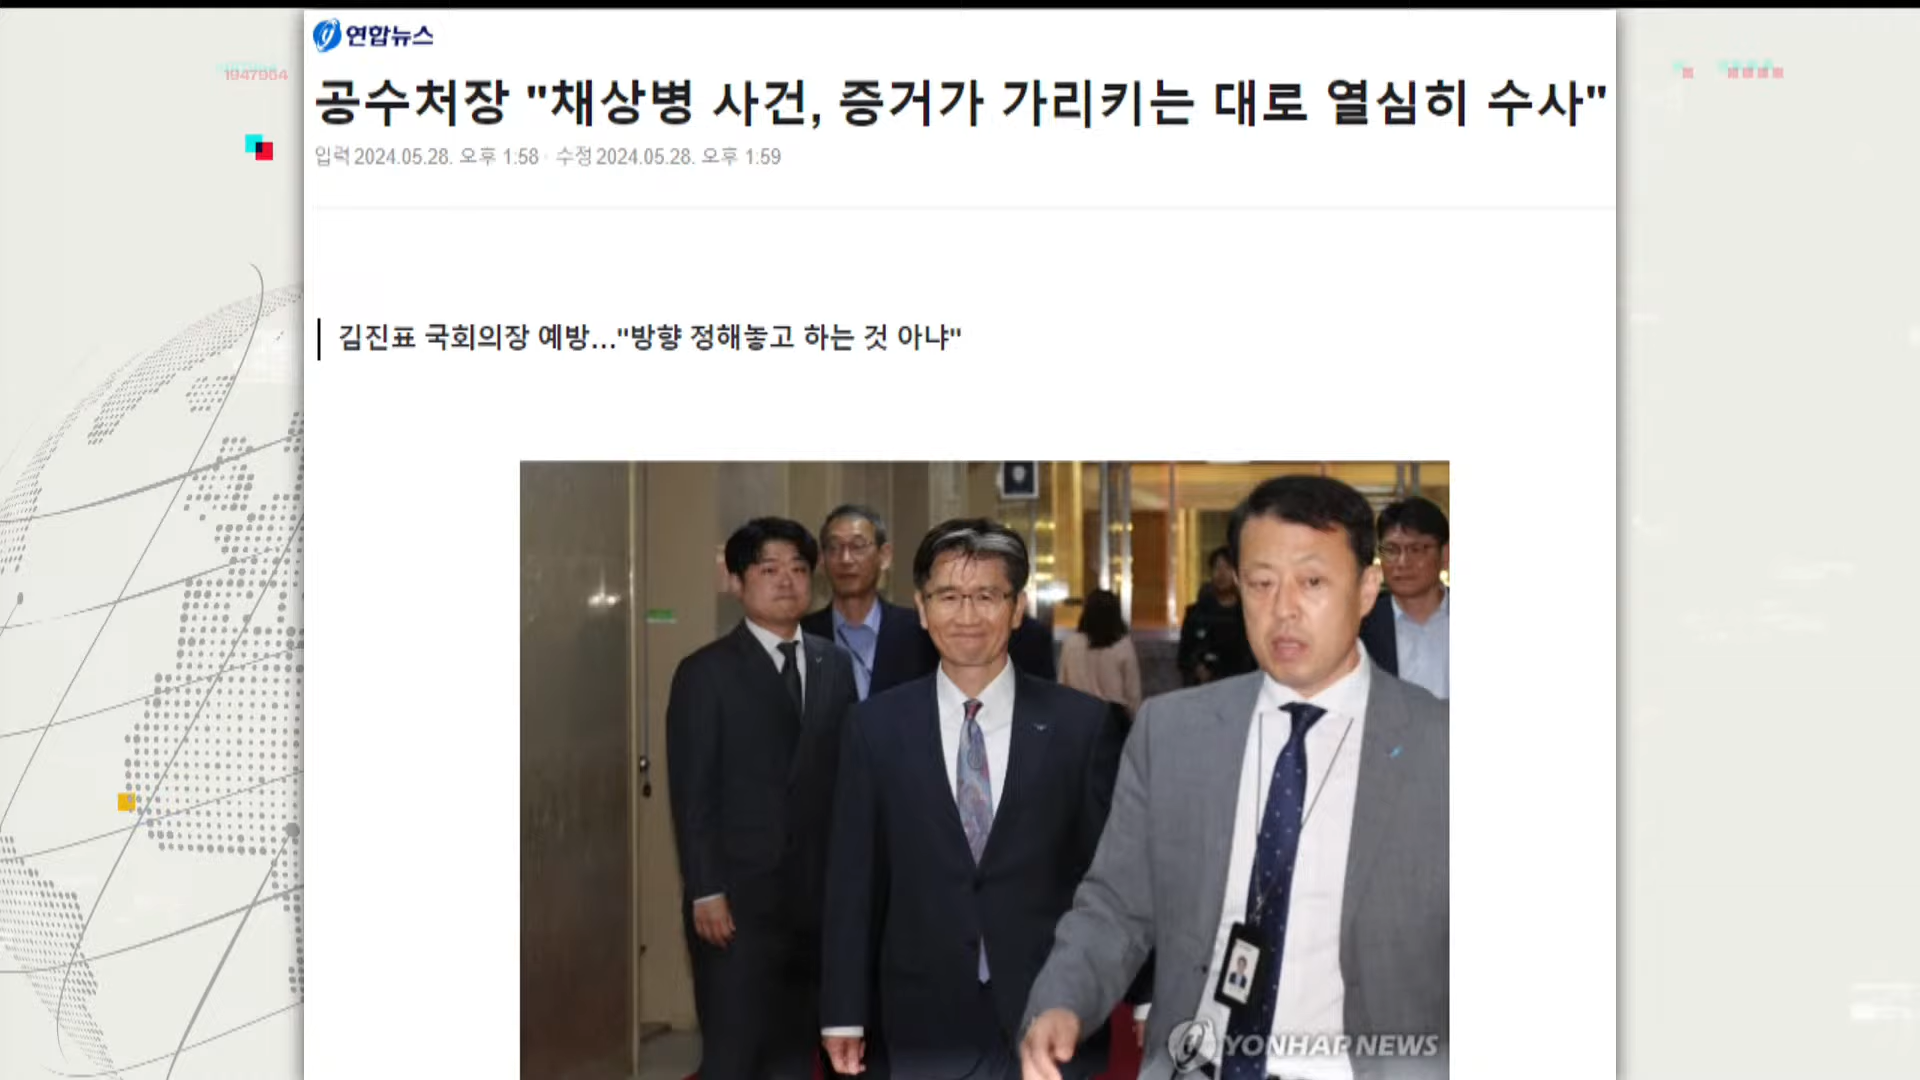 연합뉴스
공수처장 "채상병 사건, 증거가 가리키는 대로 열심히 수사"
입력 2024.05.28. 오후 1:58 · 수정 2024.05.28. 오후 1:59
1947954
김진표 국회의장 예방..."방향 정해놓고 하는 것 아냐"
YONHAP NEWS